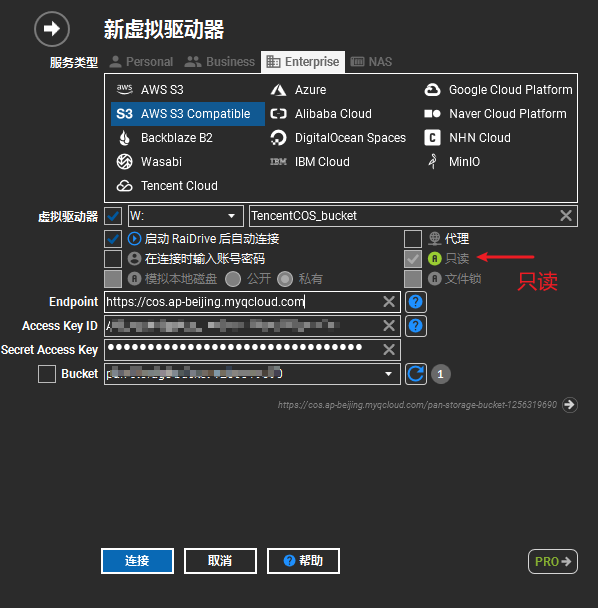 新虚拟驱动器
服务类型 Personal Business Enterprise NAS
AWS S3 Azure Google Cloud Platform
S3 AWS S3 Compatible Alibaba Cloud Naver Cloud Platform
Backblaze B2 DigitalOcean Spaces NHN Cloud
Wasabi IBM Cloud MinIO
Tencent Cloud
虚拟驱动器 W: TencentCOS_bucket
启动 RaiDrive 后自动连接 代理
在连接时输入账号密码 只读
只读
模拟本地磁盘 公开 私有 文件锁
Endpoint https://cos.ap-beijing.myqcloud.com
Access Key ID
Secret Access Key ••••••••••••••••••••••••••••••••
Bucket 1
https://cos.ap-beijing.myqcloud.com/pan-storage-bucket-1256319690
连接 取消 帮助 PRO